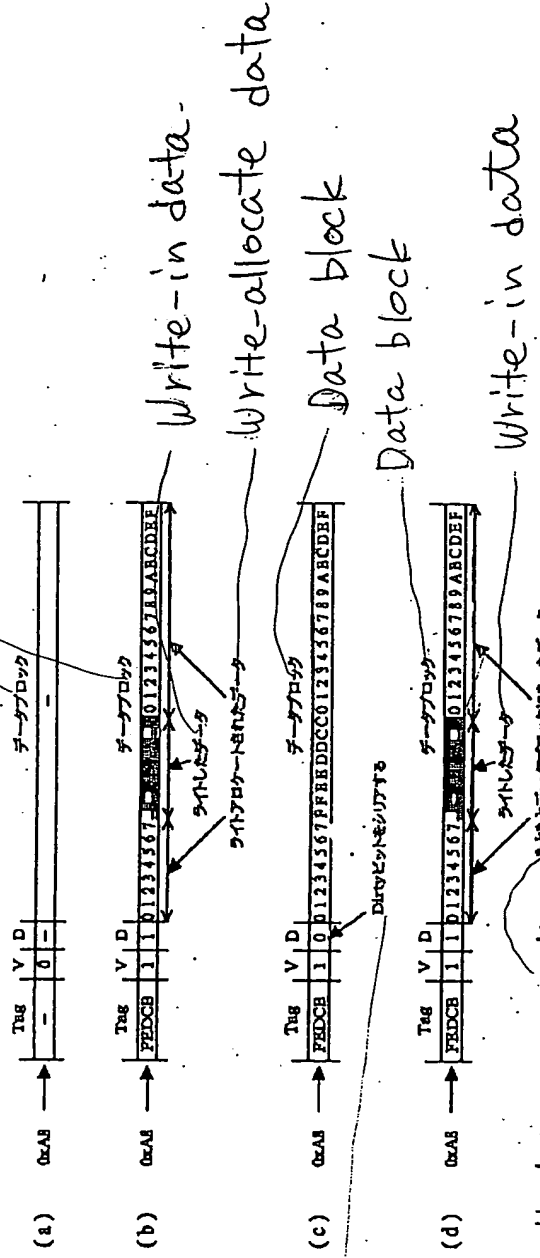 (a) 0xAB
Tag V D データブロック
- 0 - -
(b) 0xAB
Tag V D データブロック
FEDCB 1 1 01234567 0123456789ABCDEF
ライトしたデータ
ライトアロケートされたデータ
Write-in data.
Write-allocate data
(c) 0xAB
Tag V D データブロック
FEDCB 1 0 01234567FFEEDDCC0123456789ABCDEF
Dirtyビットをクリアする
Data block
(d) 0xAB
Tag V D データブロック
FEDCB 1 1 01234567 0123456789ABCDEF
ライトしたデータ
Data block
Write-in data